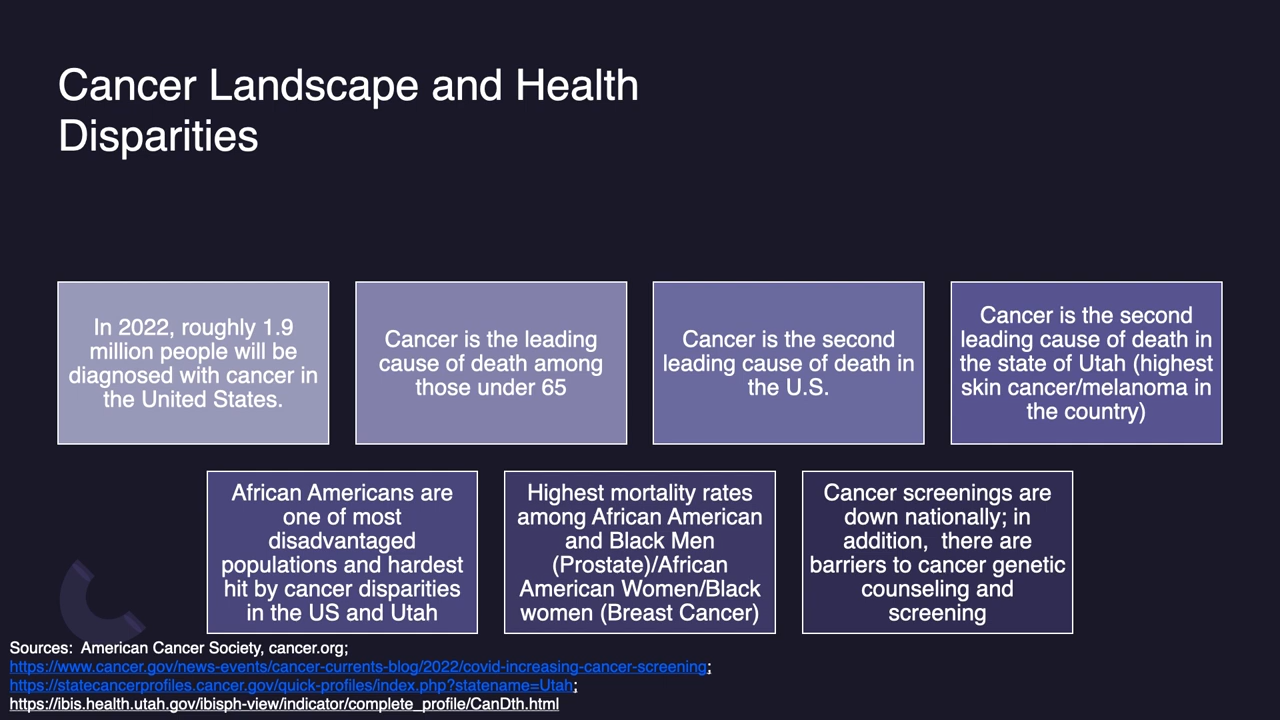 Cancer Landscape and Health
Disparities
In 2022, roughly 1.9
million people will be
diagnosed with cancer in
the United States.
Cancer is the leading
cause of death among
those under 65
Cancer is the second
leading cause of death in
the U.S.
Cancer is the second
leading cause of death in
the state of Utah (highest
skin cancer/melanoma in
the country)
African Americans are
one of most
disadvantaged
populations and hardest
hit by cancer disparities
in the US and Utah
Highest mortality rates
among African American
and Black Men
(Prostate)/African
American Women/Black
women (Breast Cancer)
Cancer screenings are
down nationally; in
addition,  there are
barriers to cancer genetic
counseling and
screening
Sources:  American Cancer Society, cancer.org;
https://www.cancer.gov/news-events/cancer-currents-blog/2022/covid-increasing-cancer-screening;
https://statecancerprofiles.cancer.gov/quick-profiles/index.php?statename=Utah;
https://ibis.health.utah.gov/ibisph-view/indicator/complete_profile/CanDth.html